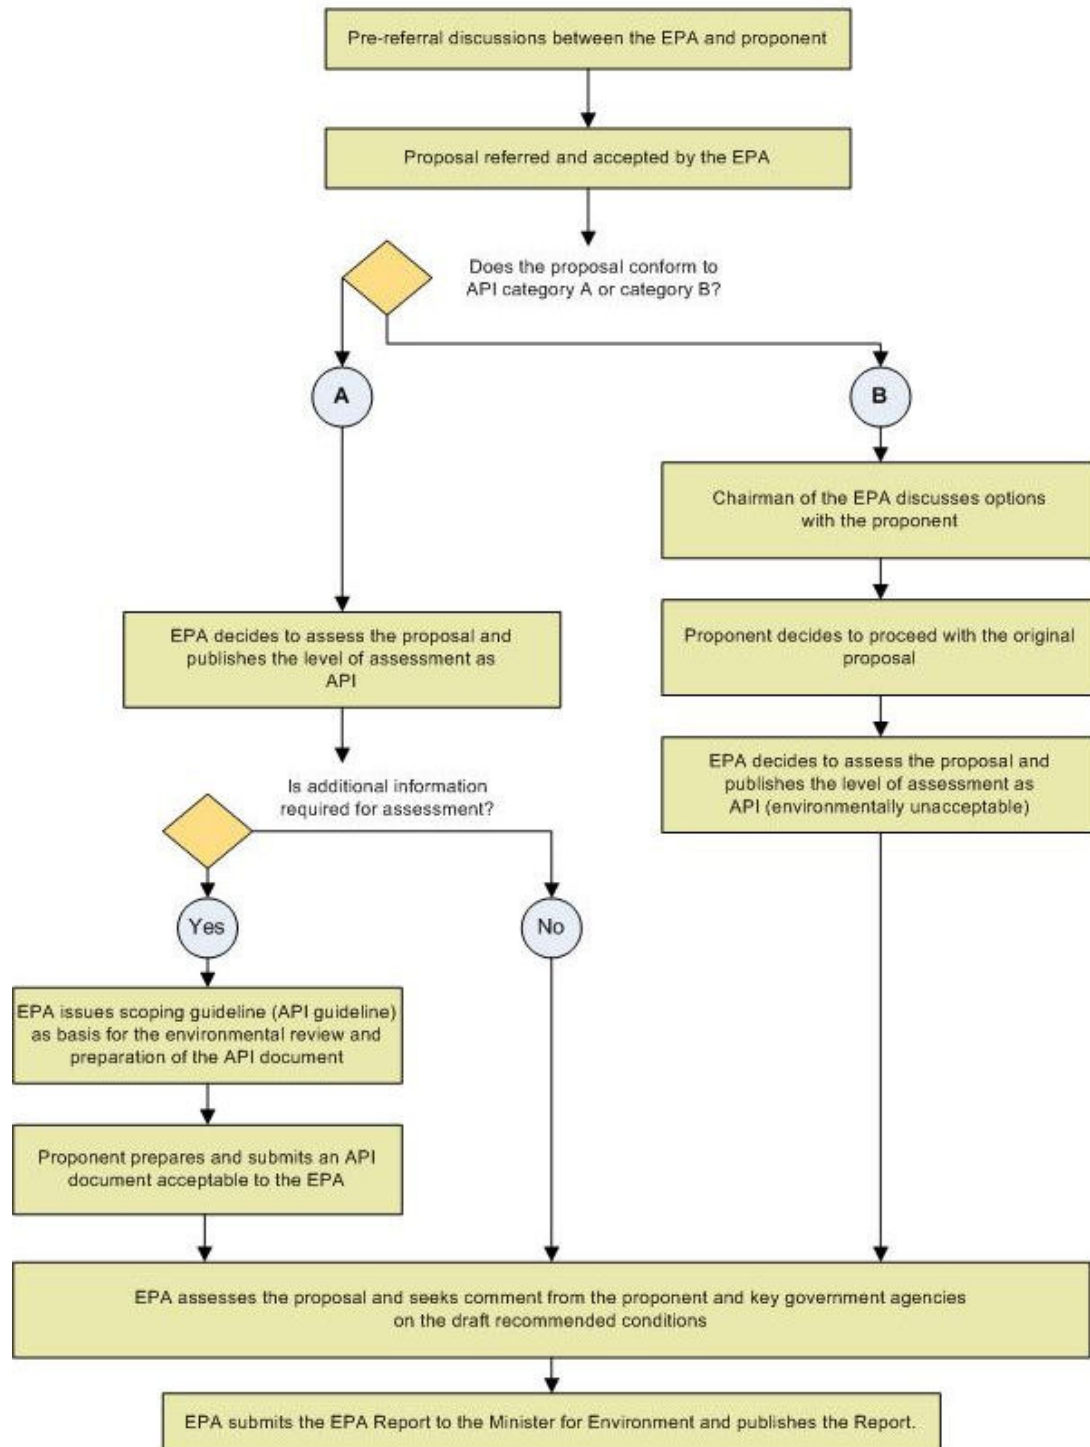 Pre-referral discussions between the EPA and proponent
Proposal referred and accepted by the EPA
Does the proposal conform to
API category A or category B?
A
B
Chairman of the EPA discusses options
with the proponent
EPA decides to assess the proposal and
publishes the level of assessment as
API
Proponent decides to proceed with the original
proposal
EPA decides to assess the proposal and
publishes the level of assessment as
API (environmentally unacceptable)
Is additional information
required for assessment?
Yes
No
EPA issues scoping guideline (API guideline)
as basis for the environmental review and
preparation of the API document
Proponent prepares and submits an API
document acceptable to the EPA
EPA assesses the proposal and seeks comment from the proponent and key government agencies
on the draft recommended conditions
EPA submits the EPA Report to the Minister for Environment and publishes the Report.